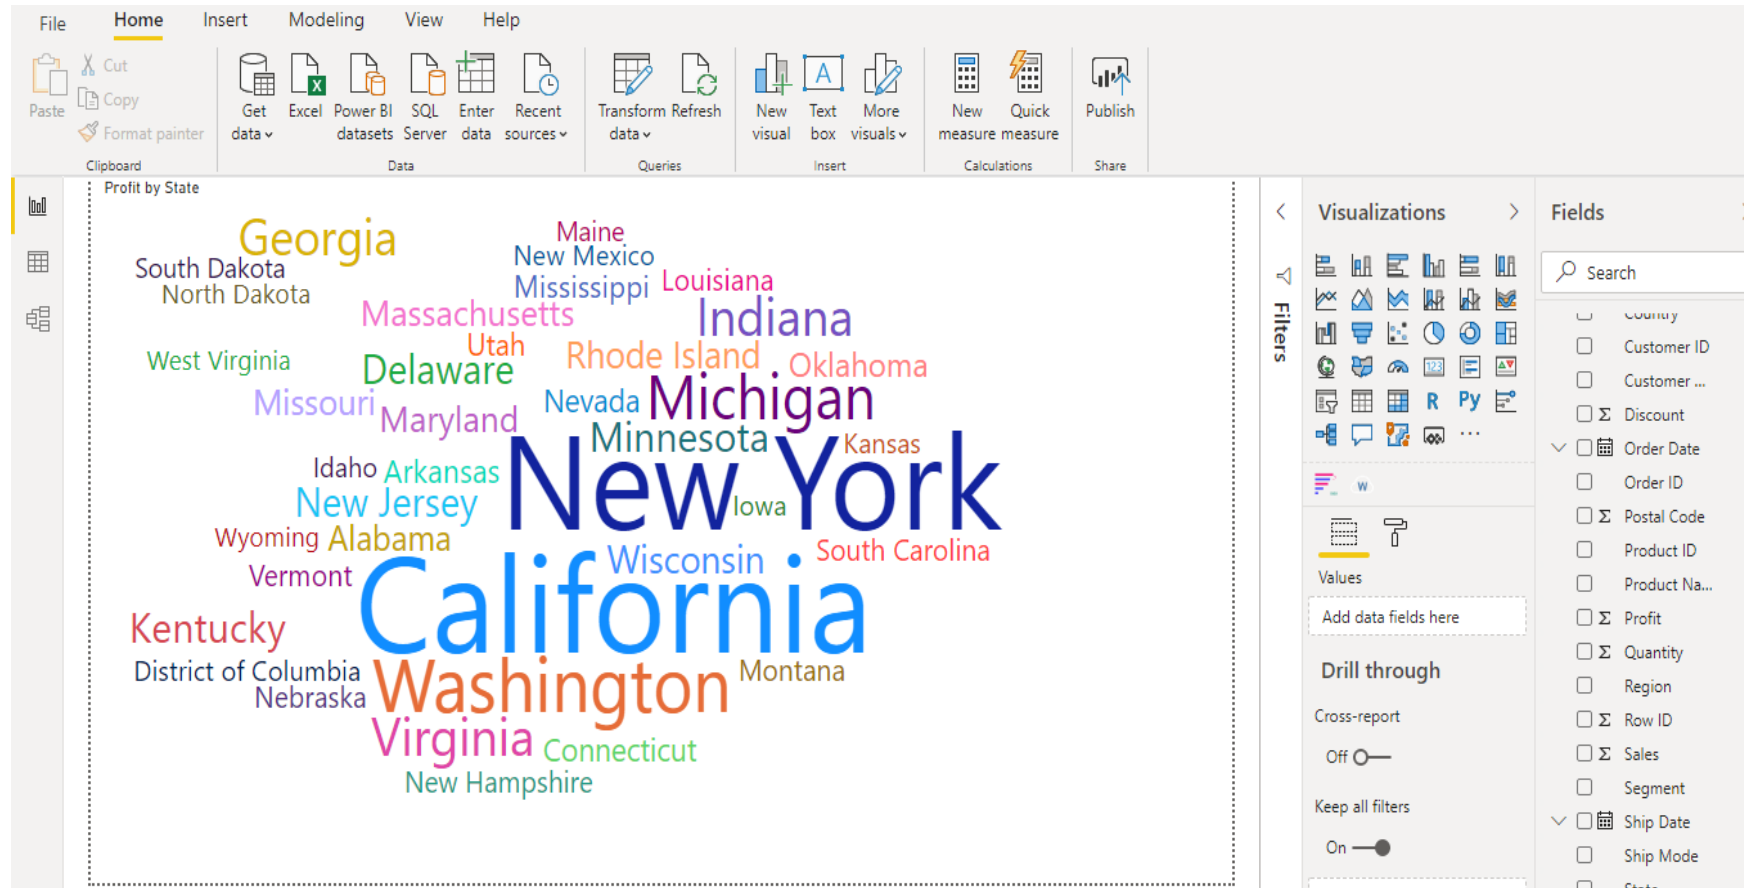 File Home Insert Modeling View Help
Paste
Cut
Copy
Format painter
Clipboard
Get data
Excel
Power BI datasets
SQL Server
Enter data
Recent sources
Data
Transform data
Refresh
Queries
New visual
Text box
More visuals
Insert
New measure
Quick measure
Calculations
Publish
Share
Profit by State
Georgia
Maine
New Mexico
South Dakota
North Dakota
Mississippi
Louisiana
Massachusetts
Indiana
Utah
West Virginia
Delaware
Rhode Island
Oklahoma
Missouri
Maryland
Nevada
Michigan
Minnesota
Kansas
Idaho
Arkansas
New York
New Jersey
Iowa
Wyoming
Alabama
Wisconsin
South Carolina
Vermont
California
Kentucky
District of Columbia
Washington
Montana
Nebraska
Virginia
Connecticut
New Hampshire
Filters
Visualizations
123
R
Py
W
Values
Add data fields here
Drill through
Cross-report
Off
Keep all filters
On
Fields
Search
Country
Customer ID
Customer ...
Σ Discount
Order Date
Order ID
Σ Postal Code
Product ID
Product Na...
Σ Profit
Σ Quantity
Region
Σ Row ID
Σ Sales
Segment
Ship Date
Ship Mode
State